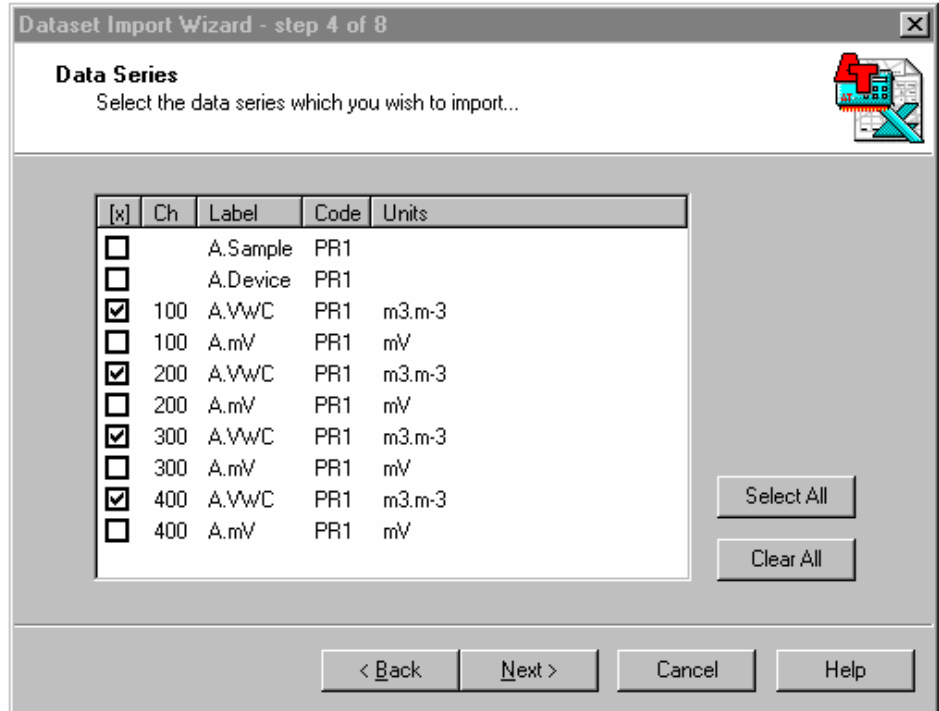 Dataset Import Wizard - step 4 of 8
Data Series
Select the data series which you wish to import...
[x] Ch Label Code Units
A.Sample PR1
A.Device PR1
100 A.VWC PR1 m3.m-3
100 A.mV PR1 mV
200 A.VWC PR1 m3.m-3
200 A.mV PR1 mV
300 A.VWC PR1 m3.m-3
300 A.mV PR1 mV
400 A.VWC PR1 m3.m-3
400 A.mV PR1 mV
Select All
Clear All
< Back Next > Cancel Help